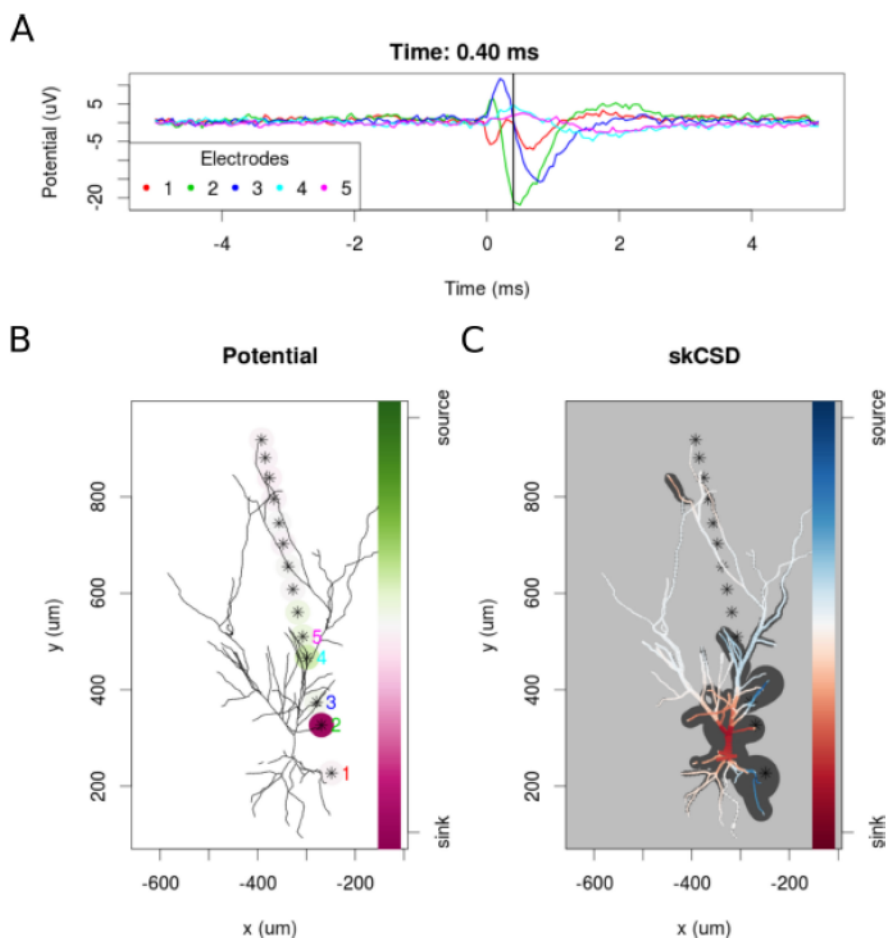 A
Time: 0.40 ms
Potential (uV)
5
-5
-20
Electrodes
1 2 3 4 5
-4 -2 0 2 4
Time (ms)
B
Potential
source
sink
y (um)
800
600
400
200
5
4
3
2
1
-600 -400 -200
x (um)
C
skCSD
source
sink
y (um)
800
600
400
200
-600 -400 -200
x (um)